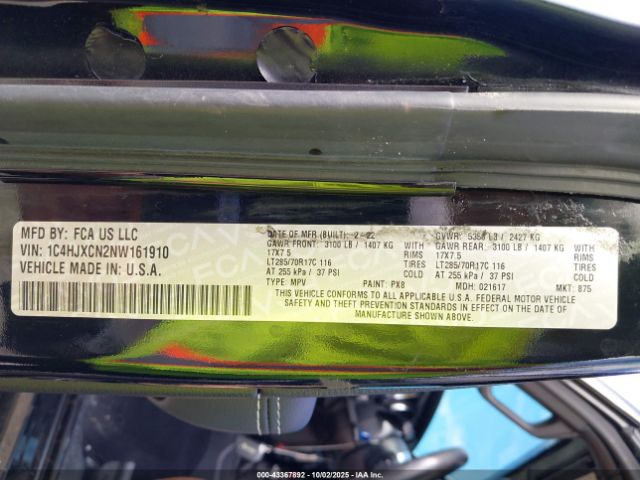 MFD BY: FCA US LLC
VIN: 1C4HJXCN2NW161910
VEHICLE MADE IN: U.S.A.
DATE OF MFR (BUILT): 2-22 GVWR: 5350 LB / 2427 KG
GAWR FRONT: 3100 LB / 1407 KG WITH GAWR REAR: 3100 LB / 1407 KG WITH
17X7.5 RIMS 17X7.5 RIMS
LT285/70R17C 116 TIRES LT285/70R17C 116 TIRES
AT 255 kPa / 37 PSI COLD AT 255 kPa / 37 PSI COLD
TYPE: MPV PAINT: PX8 MDH: 021617 MKT: 875
THIS VEHICLE CONFORMS TO ALL APPLICABLE U.S.A. FEDERAL MOTOR VEHICLE
SAFETY AND THEFT PREVENTION STANDARDS IN EFFECT ON THE DATE OF
MANUFACTURE SHOWN ABOVE.
000-43367892 10/02/2025 IAAI.com